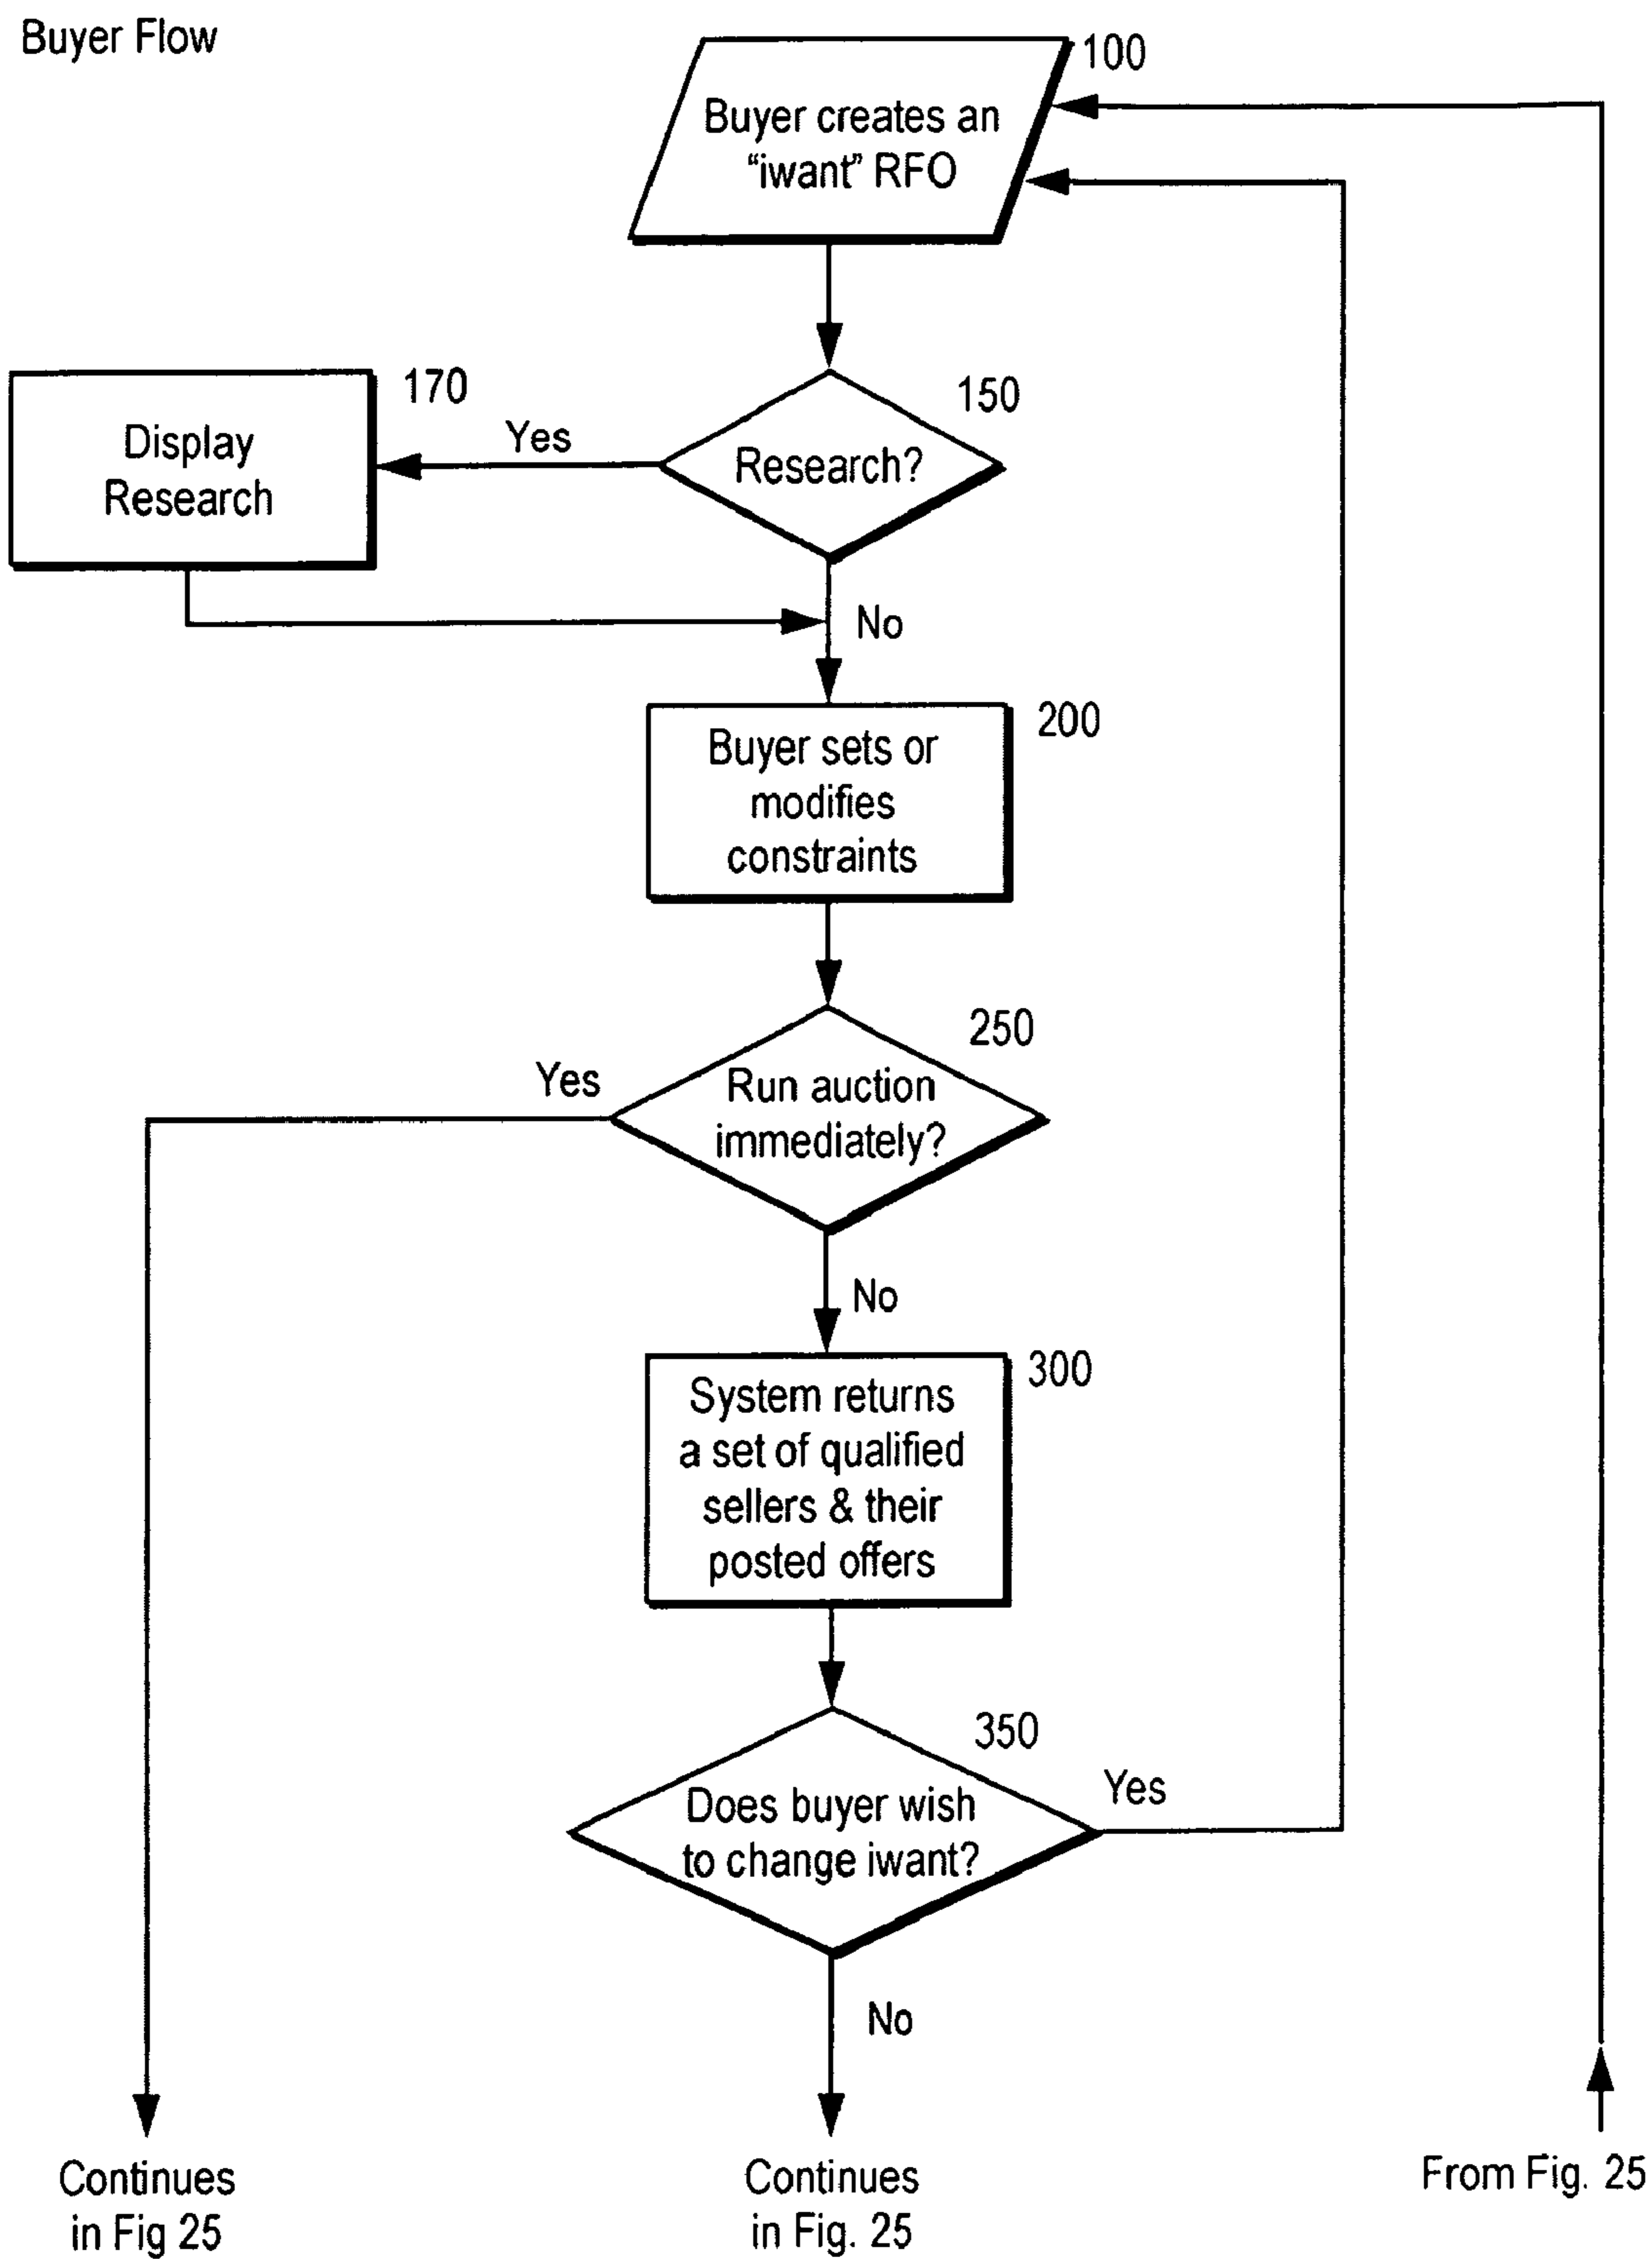 Buyer Flow
100
Buyer creates an
“iwant” RFO
170
150
Yes
Display
Research
Research?
No
200
Buyer sets or
modifies
constraints
250
Yes
Run auction
immediately?
No
300
System returns
a set of qualified
sellers & their
posted offers
350
Yes
Does buyer wish
to change iwant?
No
Continues
in Fig 25
Continues
in Fig. 25
From Fig. 25